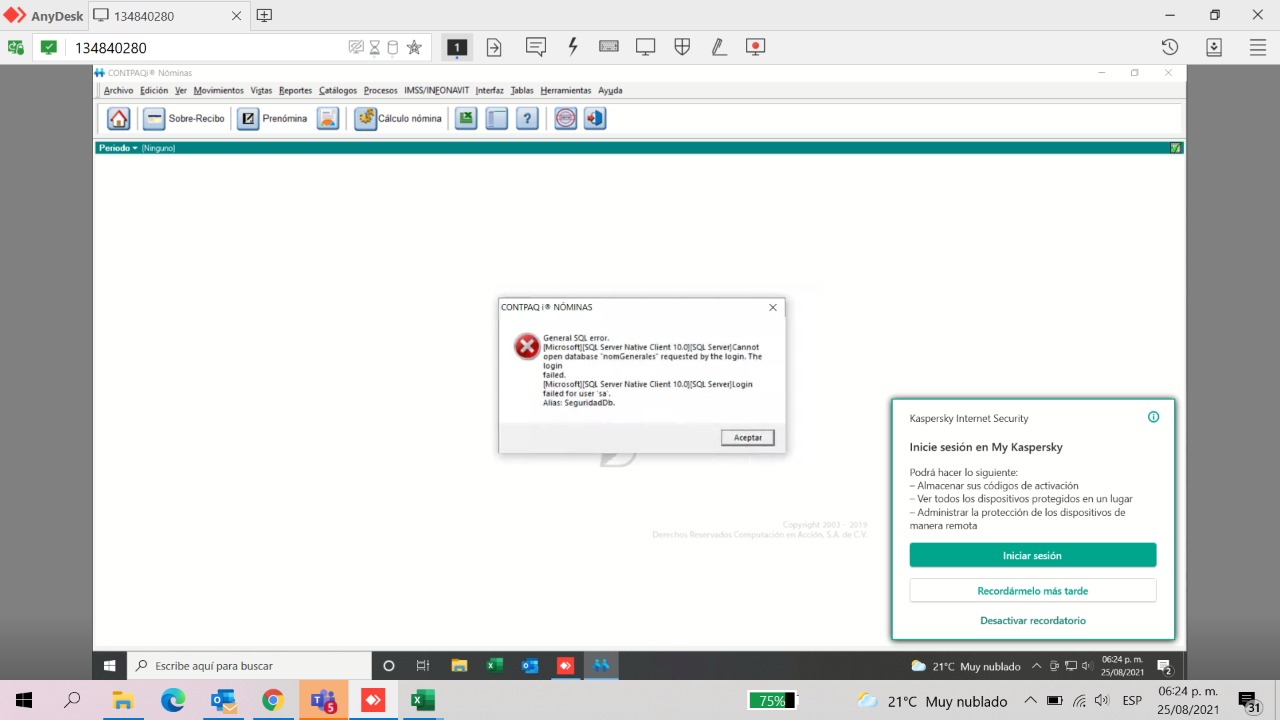 AnyDesk
134840280
134840280
1
CONTPAQi® Nóminas
Archivo Edición Ver Movimientos Vistas Reportes Catálogos Procesos IMSS/INFONAVIT Interfaz Tablas Herramientas Ayuda
Sobre-Recibo Prenómina Cálculo nómina ?
Periodo [Ninguno]
CONTPAQ i® NÓMINAS
General SQL error.
[Microsoft][SQL Server Native Client 10.0][SQL Server]Cannot
open database "nomGenerales" requested by the login. The
login
failed.
[Microsoft][SQL Server Native Client 10.0][SQL Server]Login
failed for user 'sa'.
Alias: SeguridadDb.
Aceptar
Copyright 2003 - 2019
Derechos Reservados Computación en Acción, S.A. de C.V.
Kaspersky Internet Security
Inicie sesión en My Kaspersky
Podrá hacer lo siguiente:
– Almacenar sus códigos de activación
– Ver todos los dispositivos protegidos en un lugar
– Administrar la protección de los dispositivos de
manera remota
Iniciar sesión
Recordármelo más tarde
Desactivar recordatorio
Escribe aquí para buscar
21°C Muy nublado
06:24 p. m.
25/08/2021
2
5
75%
21°C Muy nublado
ESP
06:24 p. m.
25/08/2021
31